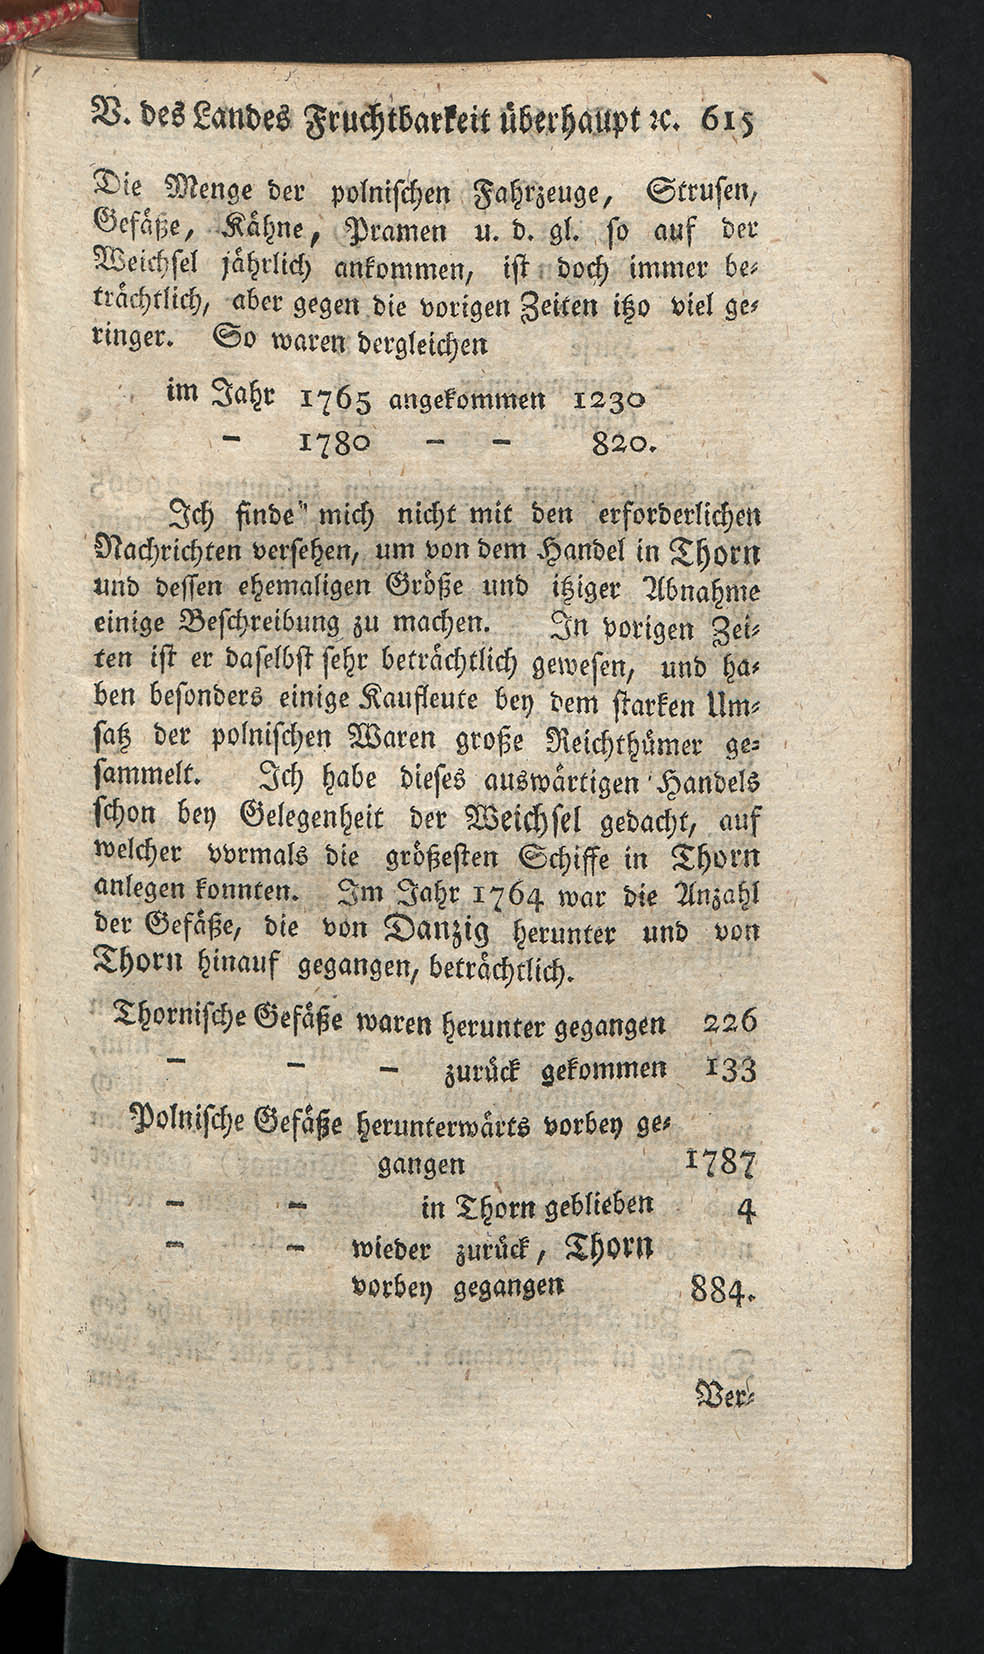 V. des Landes Fruchtbarkeit überhaupt ꝛc. 615
Die Menge der polnischen Fahrzeuge, Strusen,
Gefäße, Kähne, Pramen u. d. gl. so auf der
Weichsel jährlich ankommen, ist doch immer be-
trächtlich, aber gegen die vorigen Zeiten itzo viel ge-
ringer. So waren dergleichen
im Jahr 1765 angekommen 1230
- 1780 - - 820.
Ich finde mich nicht mit den erforderlichen
Nachrichten versehen, um von dem Handel in Thorn
und dessen ehemaligen Größe und itziger Abnahme
einige Beschreibung zu machen. In vorigen Zei-
ten ist er daselbst sehr beträchtlich gewesen, und ha-
ben besonders einige Kaufleute bey dem starken Um-
satz der polnischen Waren große Reichthümer ge-
sammelt. Ich habe dieses auswärtigen Handels
schon bey Gelegenheit der Weichsel gedacht, auf
welcher vormals die größesten Schiffe in Thorn
anlegen konnten. Im Jahr 1764 war die Anzahl
der Gefäße, die von Danzig herunter und von
Thorn hinauf gegangen, beträchtlich.
Thornische Gefäße waren herunter gegangen 226
- - - zurück gekommen 133
Polnische Gefäße herunterwärts vorbey ge-
gangen 1787
- - in Thorn geblieben 4
- - wieder zurück, Thorn
vorbey gegangen 884.
Ver-